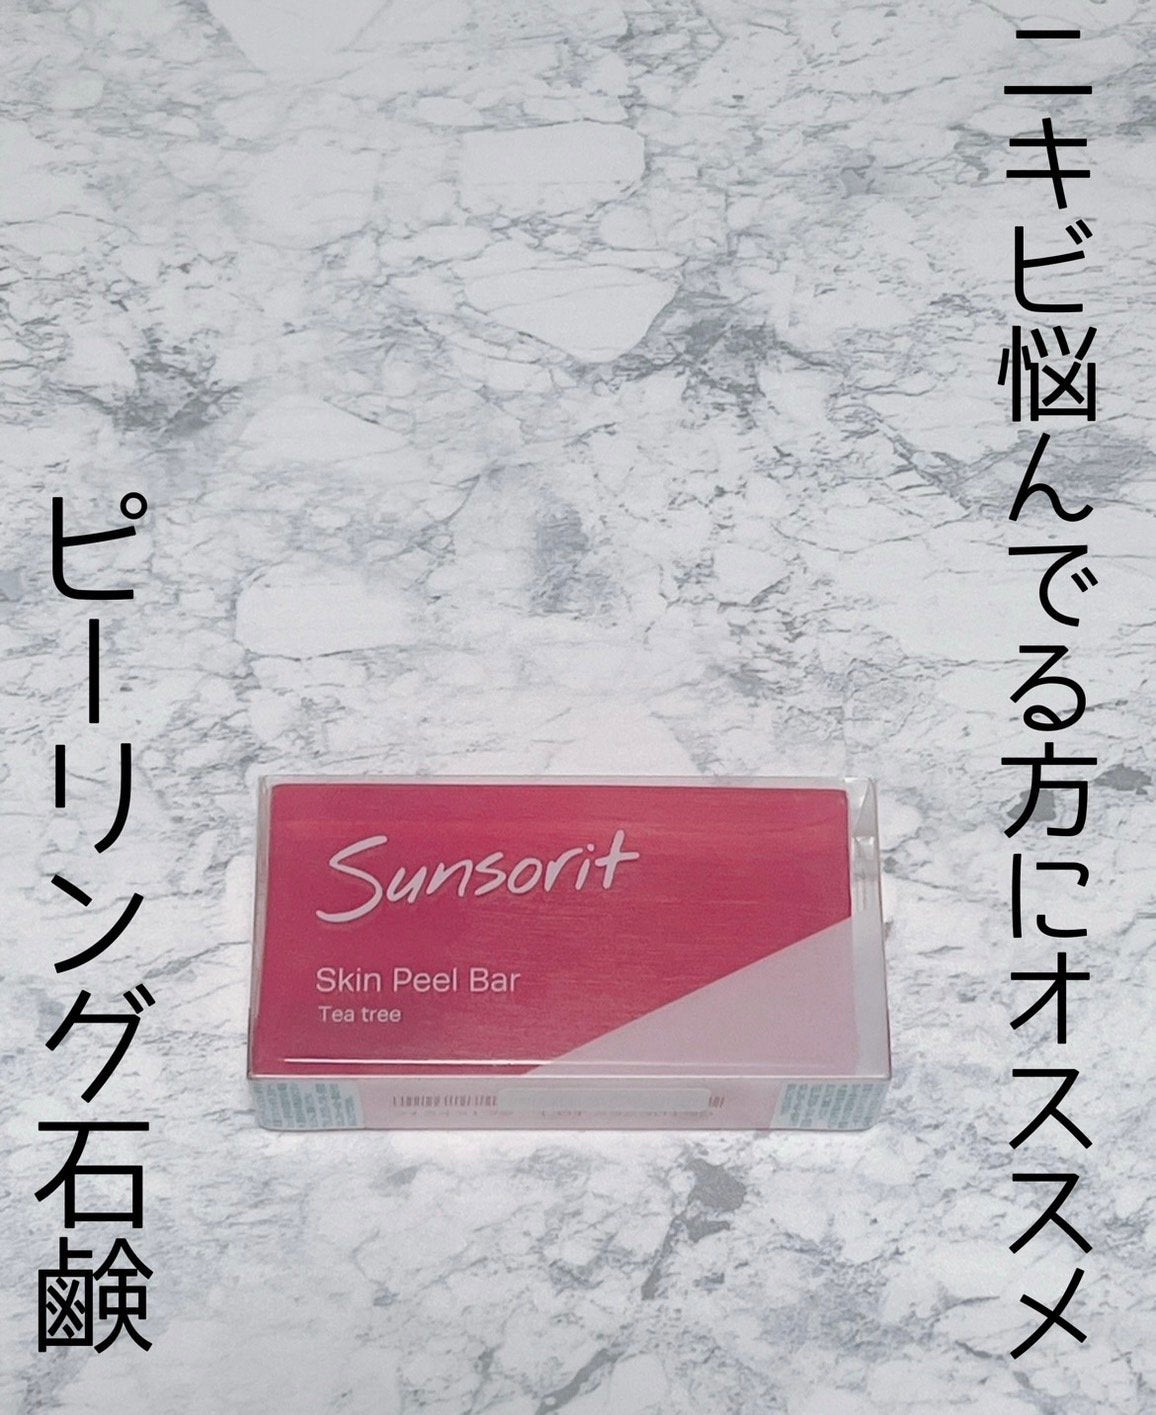 ニキビ悩んでる方にオススメ
ピーリング石鹸
Sunsorit
Skin Peel Bar
Tea tree